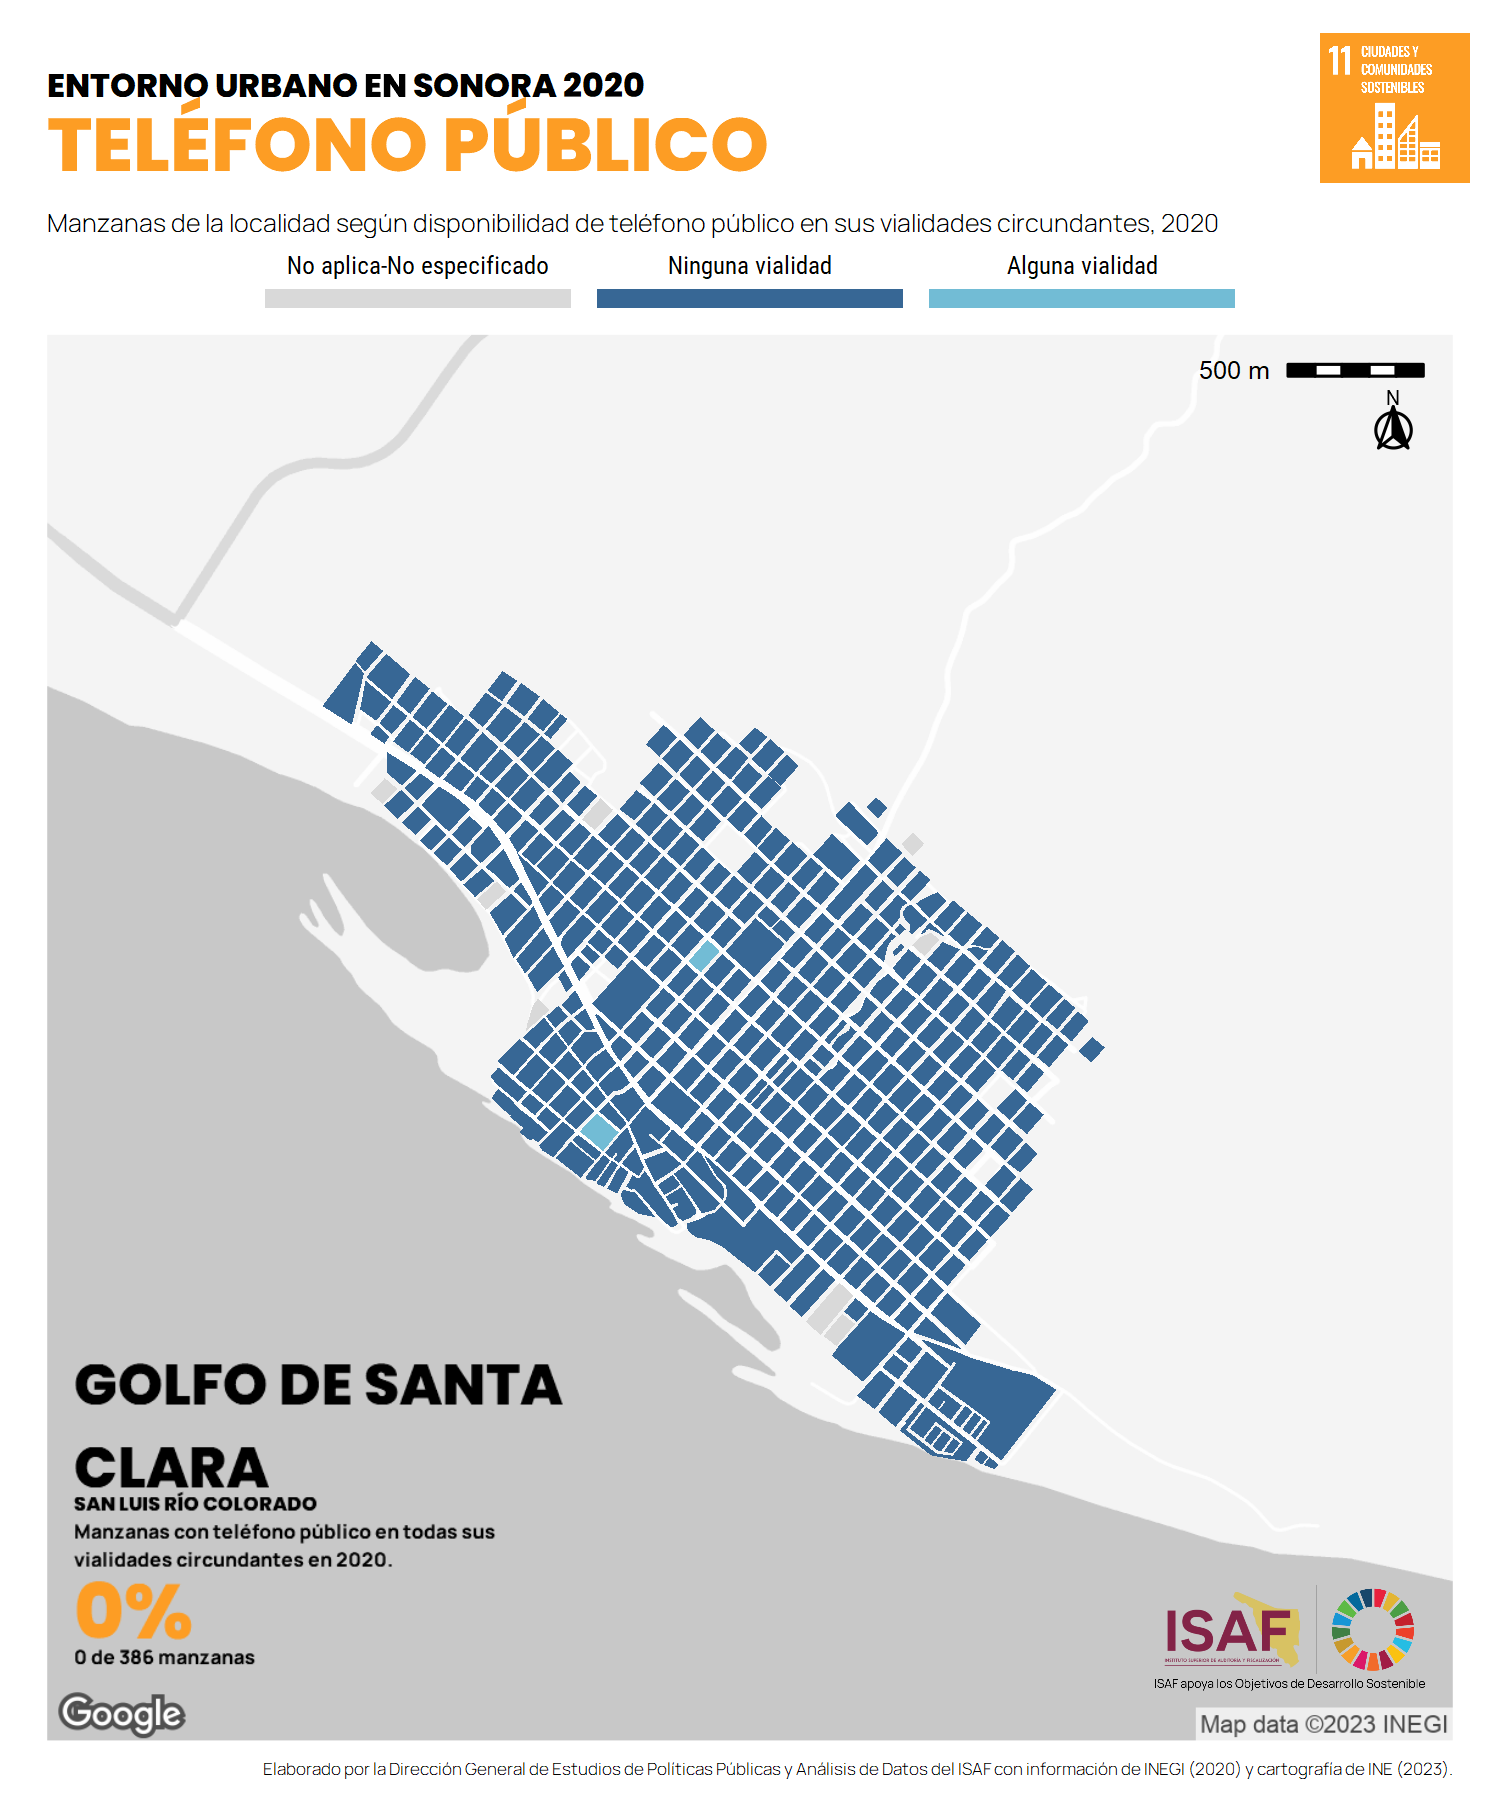 ENTORNO URBANO EN SONORA 2020
TELÉFONO PÚBLICO
11 CIUDADES Y
COMUNIDADES
SOSTENIBLES
Manzanas de la localidad según disponibilidad de teléfono público en sus vialidades circundantes, 2020
No aplica-No especificado
Ninguna vialidad
Alguna vialidad
500 m
N
GOLFO DE SANTA
CLARA
SAN LUIS RÍO COLORADO
Manzanas con teléfono público en todas sus
vialidades circundantes en 2020.
0%
0 de 386 manzanas
ISAF
INSTITUTO SUPERIOR DE AUDITORÍA Y FISCALIZACIÓN
ISAF apoya los Objetivos de Desarrollo Sostenible
Google
Map data ©2023 INEGI
Elaborado por la Dirección General de Estudios de Políticas Públicas y Análisis de Datos del ISAF con información de INEGI (2020) y cartografía de INE (2023).